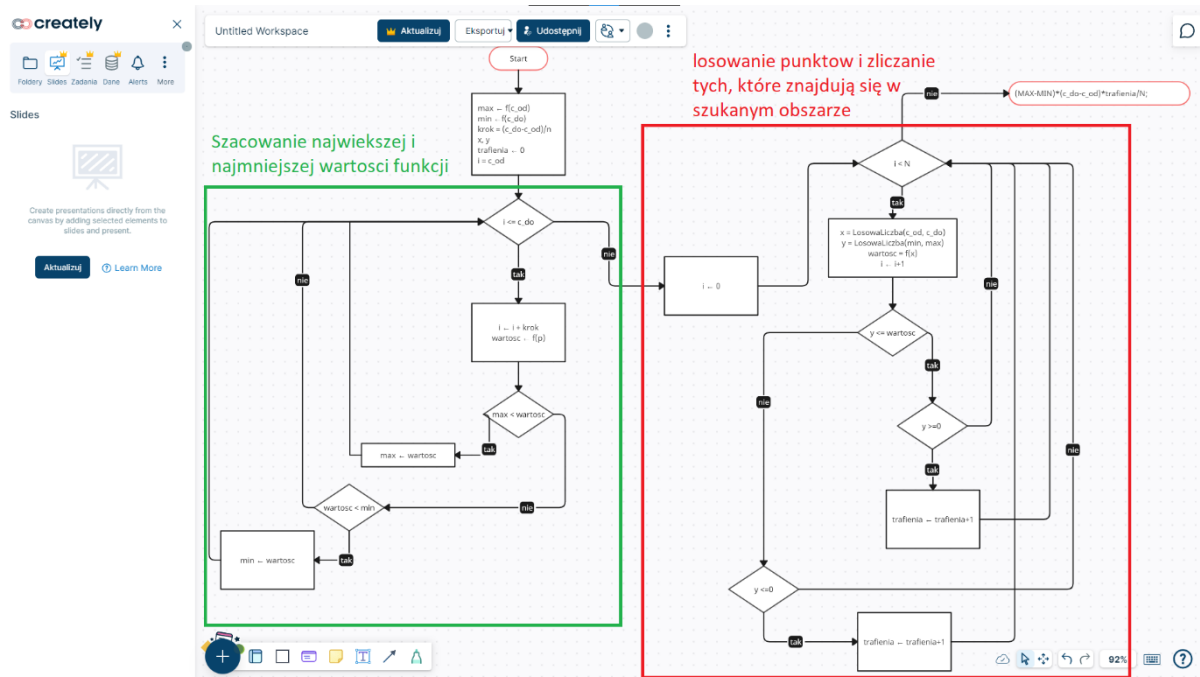 creately
Foldery
Slides
Zadania
Dane
Alerts
More
Slides
Create presentations directly from the
canvas by adding selected elements to
slides and present.
Aktualizuj
Learn More
Untitled Workspace
Aktualizuj
Eksportuj
Udostępnij
Start
max ← f(c_od)
min ← f(c_do)
krok = (c_do-c_od)/n
x, y
trafienia ← 0
i = c_od
Szacowanie najwiekszej i
najmniejszej wartosci funkcji
i <= c_do
nie
tak
nie
i ← i + krok
wartosc ← f(p)
max < wartosc
tak
max ← wartosc
nie
wartosc < min
tak
min ← wartosc
losowanie punktow i zliczanie
tych, które znajdują się w
szukanym obszarze
nie
(MAX-MIN)*(c_do-c_od)*trafienia/N;
i < N
tak
x = LosowaLiczba(c_od, c_do)
y = LosowaLiczba(min, max)
wartosc = f(x)
i ← i+1
i ← 0
nie
y <= wartosc
tak
nie
y >=0
nie
tak
trafienia ← trafienia+1
y <=0
tak
trafienia ← trafienia+1
92%